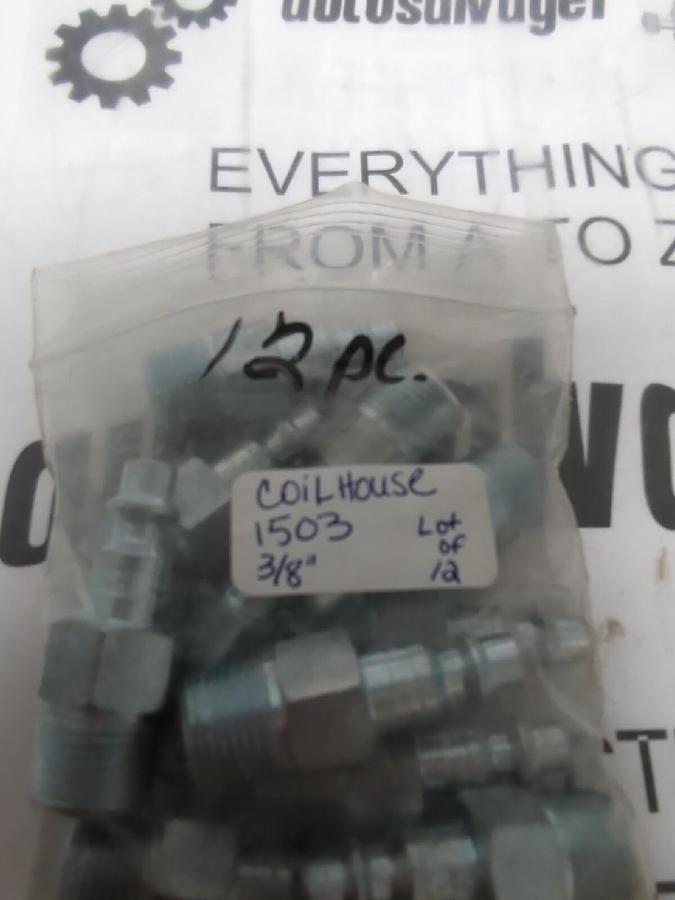 autosalvager
EVERYTHING
FROM A TO Z
12 pc.
COILHOUSE
1503 Lot
of
3/8" 12